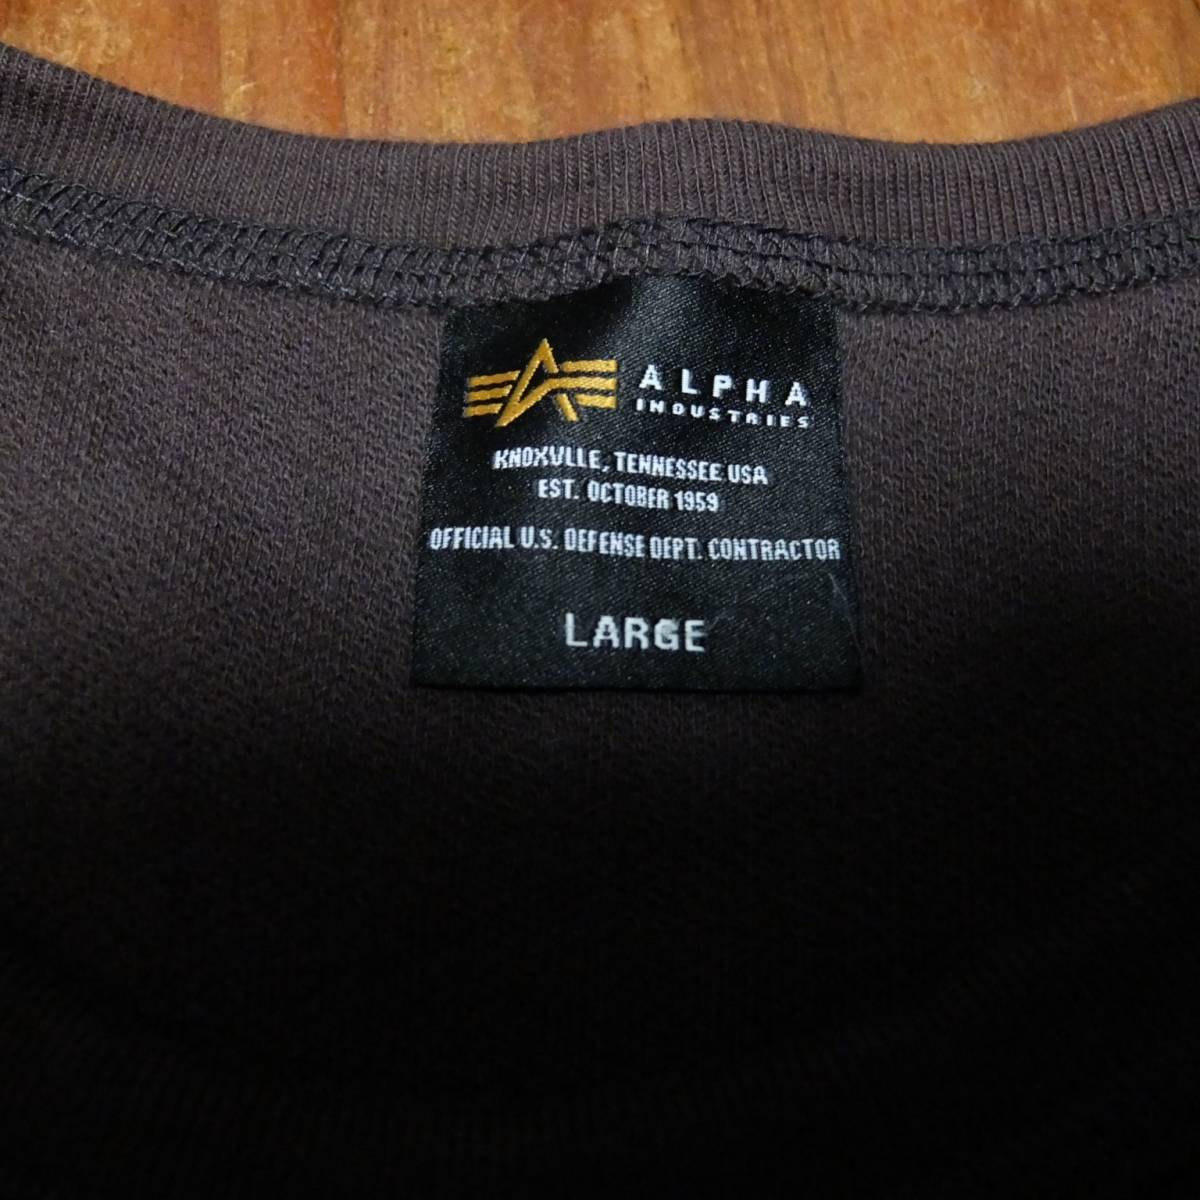 ALPHA
INDUSTRIES
KNOXVLLE, TENNESSEE USA
EST. OCTOBER 1959
OFFICIAL U.S. DEFENSE DEPT. CONTRACTOR
LARGE